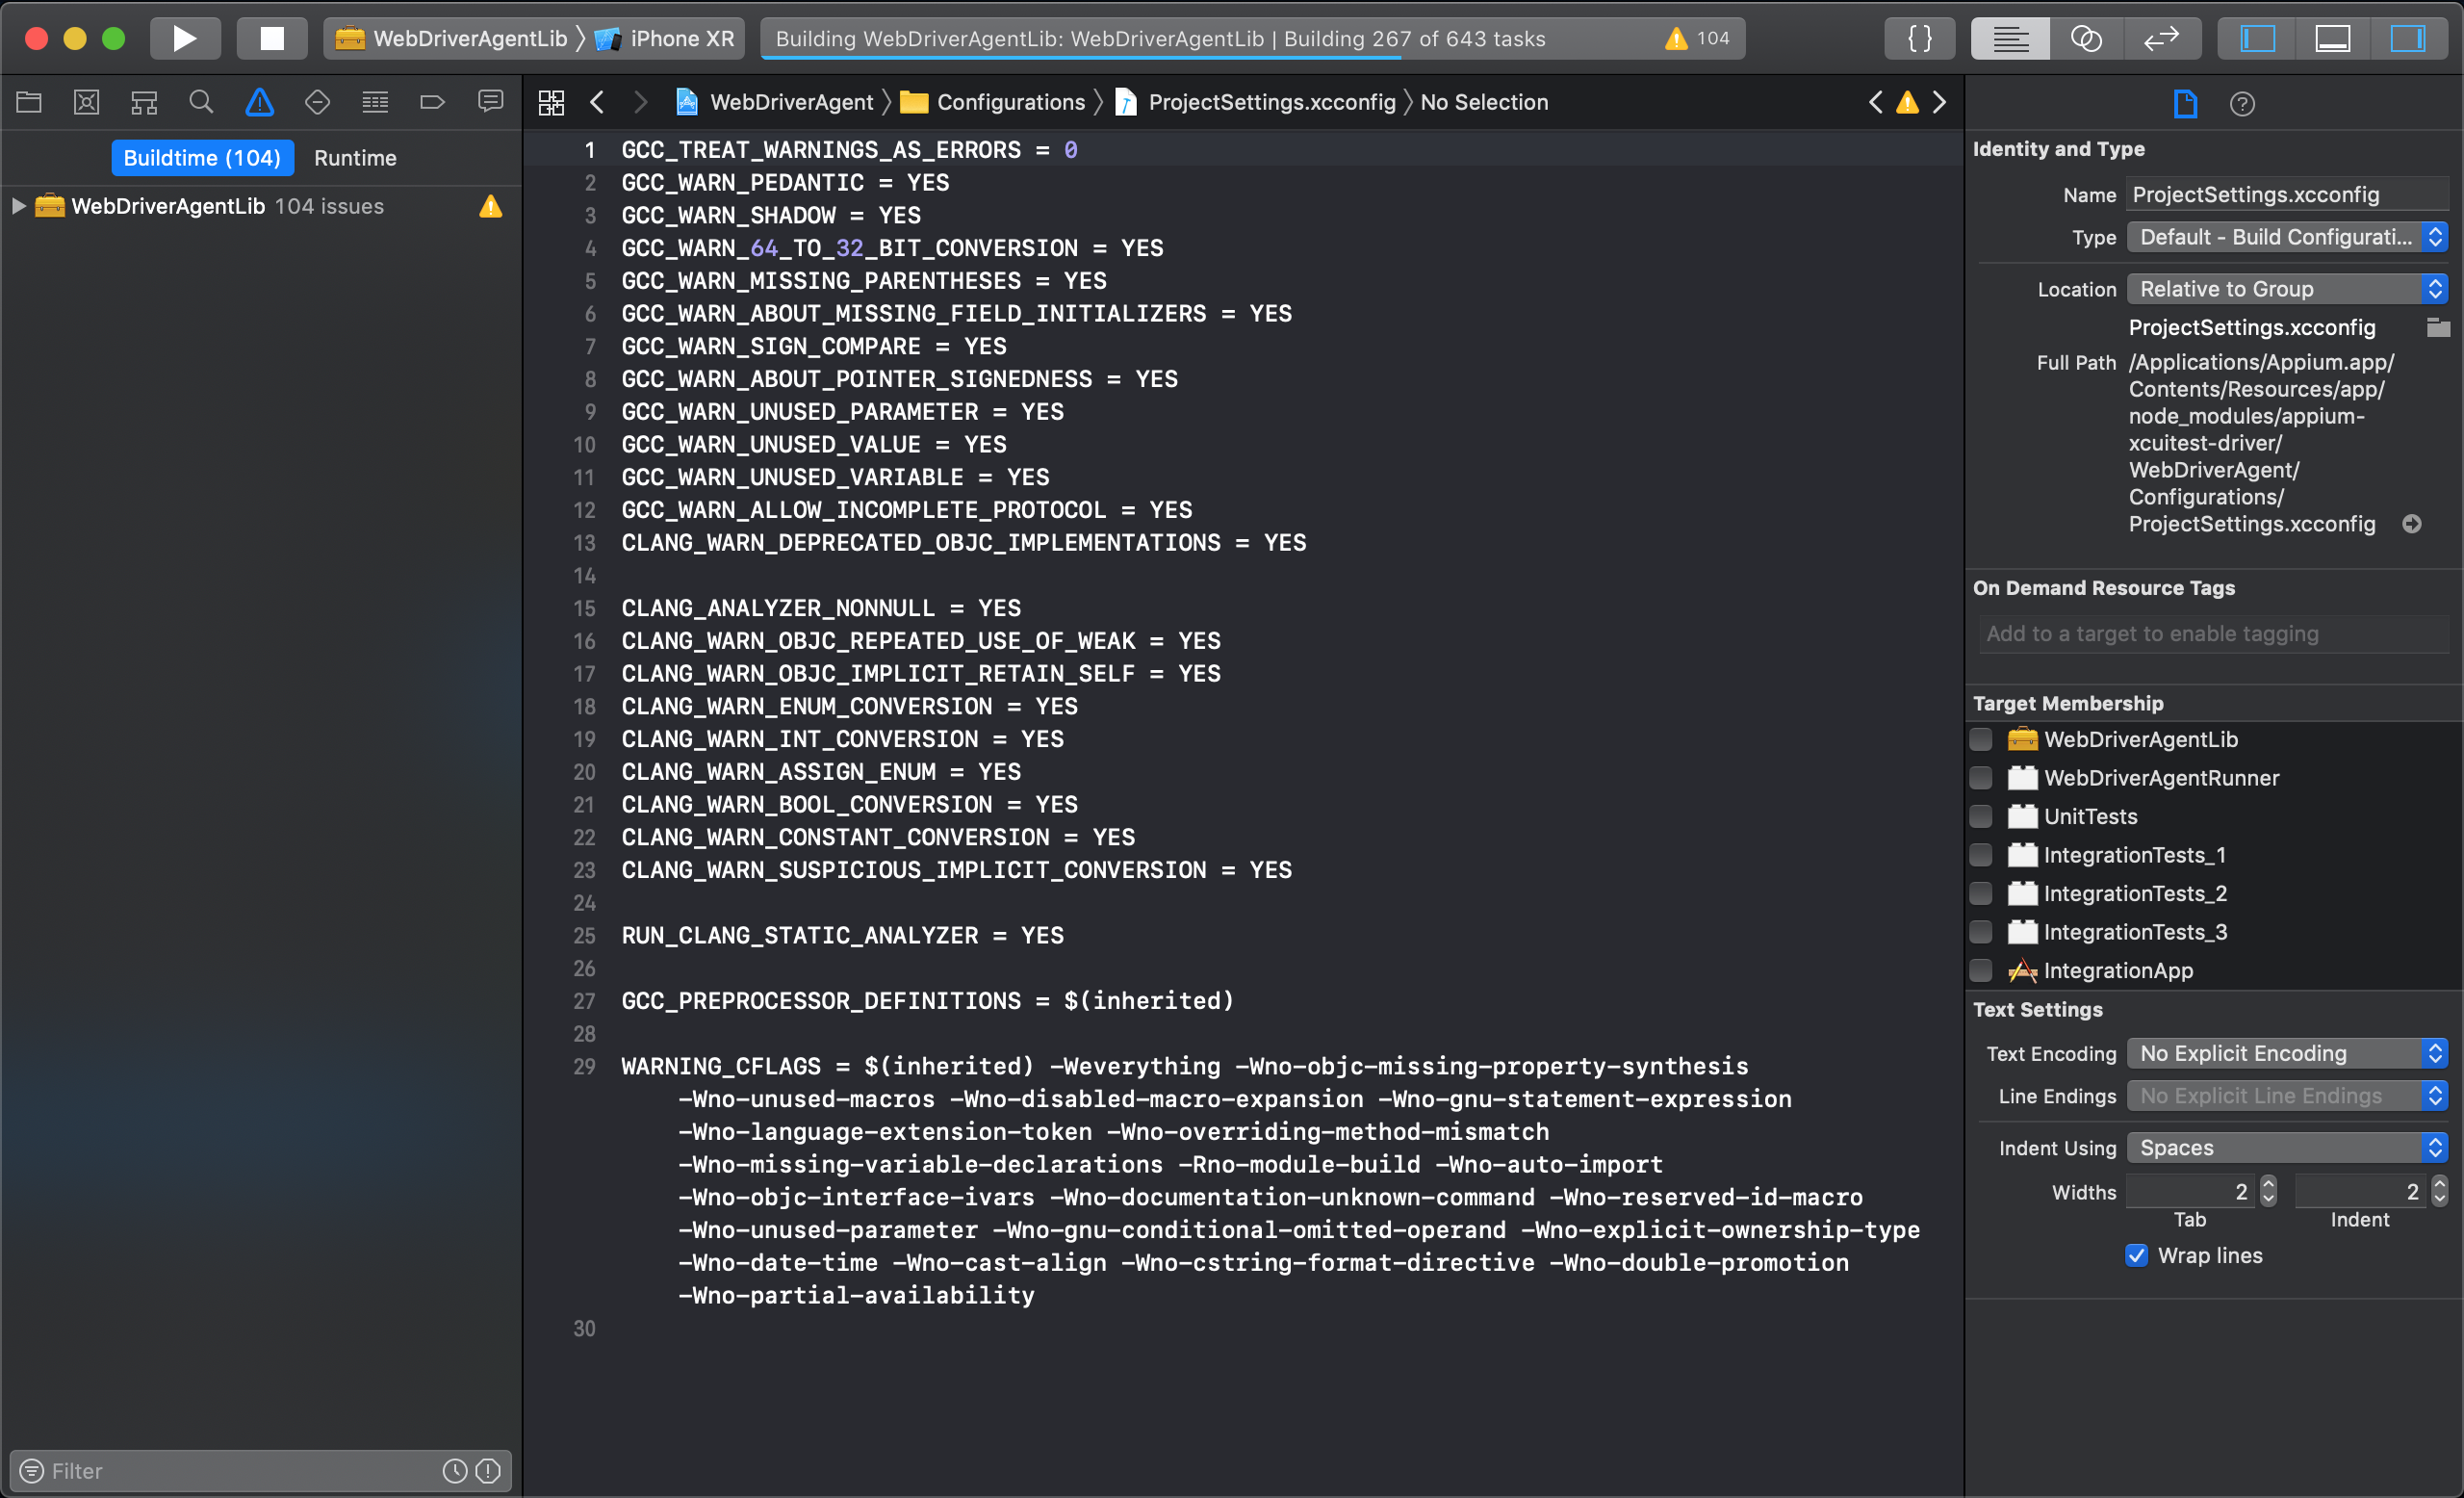 WebDriverAgentLib 〉 iPhone XR
Building WebDriverAgentLib: WebDriverAgentLib | Building 267 of 643 tasks
104
{ }
WebDriverAgent 〉 Configurations 〉 ProjectSettings.xcconfig 〉 No Selection
Buildtime (104) Runtime
WebDriverAgentLib 104 issues
Filter
1 GCC_TREAT_WARNINGS_AS_ERRORS = 0
2 GCC_WARN_PEDANTIC = YES
3 GCC_WARN_SHADOW = YES
4 GCC_WARN_64_TO_32_BIT_CONVERSION = YES
5 GCC_WARN_MISSING_PARENTHESES = YES
6 GCC_WARN_ABOUT_MISSING_FIELD_INITIALIZERS = YES
7 GCC_WARN_SIGN_COMPARE = YES
8 GCC_WARN_ABOUT_POINTER_SIGNEDNESS = YES
9 GCC_WARN_UNUSED_PARAMETER = YES
10 GCC_WARN_UNUSED_VALUE = YES
11 GCC_WARN_UNUSED_VARIABLE = YES
12 GCC_WARN_ALLOW_INCOMPLETE_PROTOCOL = YES
13 CLANG_WARN_DEPRECATED_OBJC_IMPLEMENTATIONS = YES
14
15 CLANG_ANALYZER_NONNULL = YES
16 CLANG_WARN_OBJC_REPEATED_USE_OF_WEAK = YES
17 CLANG_WARN_OBJC_IMPLICIT_RETAIN_SELF = YES
18 CLANG_WARN_ENUM_CONVERSION = YES
19 CLANG_WARN_INT_CONVERSION = YES
20 CLANG_WARN_ASSIGN_ENUM = YES
21 CLANG_WARN_BOOL_CONVERSION = YES
22 CLANG_WARN_CONSTANT_CONVERSION = YES
23 CLANG_WARN_SUSPICIOUS_IMPLICIT_CONVERSION = YES
24
25 RUN_CLANG_STATIC_ANALYZER = YES
26
27 GCC_PREPROCESSOR_DEFINITIONS = $(inherited)
28
29 WARNING_CFLAGS = $(inherited) -Weverything -Wno-objc-missing-property-synthesis
-Wno-unused-macros -Wno-disabled-macro-expansion -Wno-gnu-statement-expression
-Wno-language-extension-token -Wno-overriding-method-mismatch
-Wno-missing-variable-declarations -Rno-module-build -Wno-auto-import
-Wno-objc-interface-ivars -Wno-documentation-unknown-command -Wno-reserved-id-macro
-Wno-unused-parameter -Wno-gnu-conditional-omitted-operand -Wno-explicit-ownership-type
-Wno-date-time -Wno-cast-align -Wno-cstring-format-directive -Wno-double-promotion
-Wno-partial-availability
30
Identity and Type
Name ProjectSettings.xcconfig
Type Default - Build Configurati...
Location Relative to Group
ProjectSettings.xcconfig
Full Path /Applications/Appium.app/
Contents/Resources/app/
node_modules/appium-
xcuitest-driver/
WebDriverAgent/
Configurations/
ProjectSettings.xcconfig
On Demand Resource Tags
Add to a target to enable tagging
Target Membership
WebDriverAgentLib
WebDriverAgentRunner
UnitTests
IntegrationTests_1
IntegrationTests_2
IntegrationTests_3
IntegrationApp
Text Settings
Text Encoding No Explicit Encoding
Line Endings No Explicit Line Endings
Indent Using Spaces
Widths 2 2
Tab Indent
Wrap lines